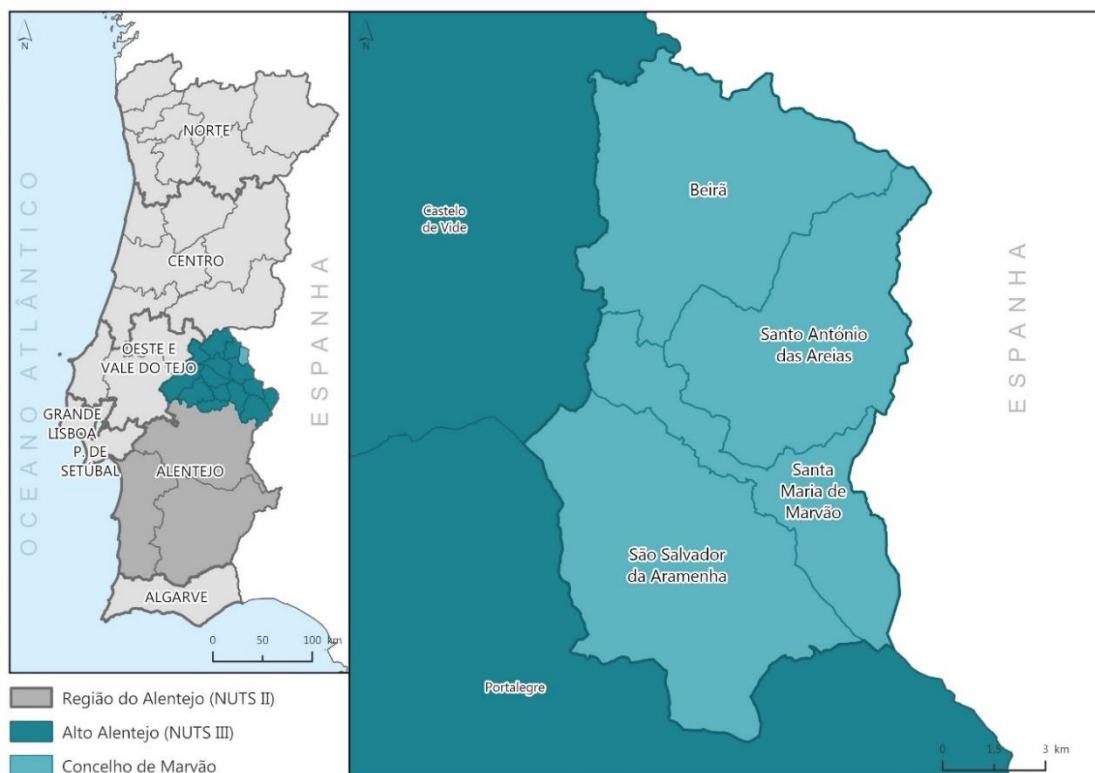 N
NORTE
CENTRO
OESTE E
VALE DO TEJO
GRANDE
LISBOA
P. DE
SETÚBAL
ALENTEJO
ALGARVE
OCEANO ATLÂNTICO
ESPANHA
0 50 100 km
Região do Alentejo (NUTS II)
Alto Alentejo (NUTS III)
Concelho de Marvão
N
Beirã
Castelo
de Vide
Santo António
das Areias
Santa
Maria de
Marvão
São Salvador
da Aramenha
Portalegre
ESPANHA
0 1,5 3 km